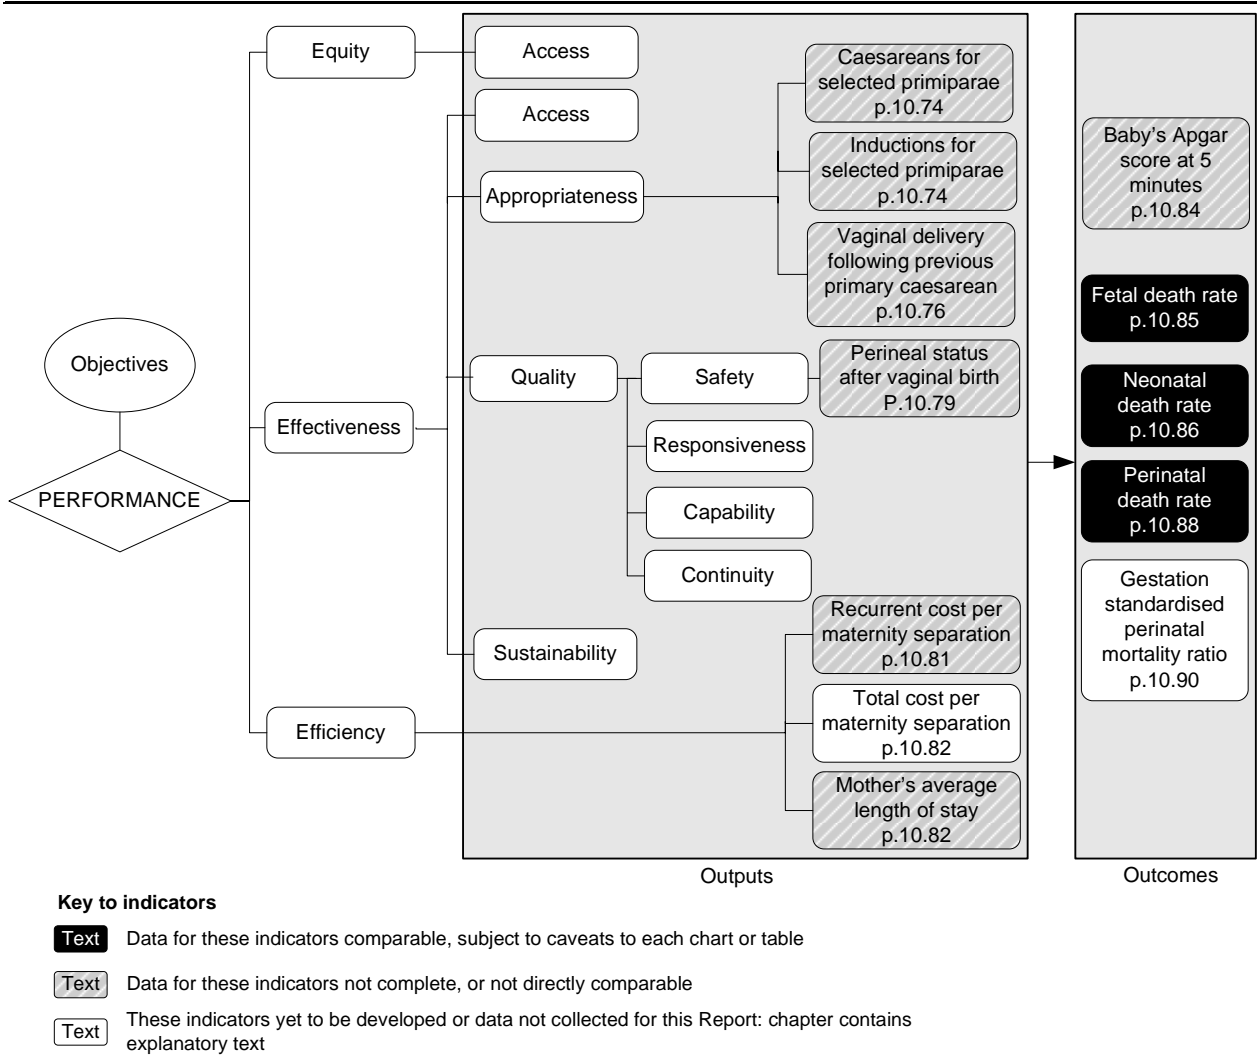 Equity
Access
Caesareans for
selected primiparae
p.10.74
Access
Inductions for
selected primiparae
p.10.74
Appropriateness
Vaginal delivery
following previous
primary caesarean
p.10.76
Objectives
PERFORMANCE
Effectiveness
Quality
Safety
Perineal status
after vaginal birth
P.10.79
Responsiveness
Capability
Continuity
Sustainability
Recurrent cost per
maternity separation
p.10.81
Efficiency
Total cost per
maternity separation
p.10.82
Mother's average
length of stay
p.10.82
Outputs
Baby's Apgar
score at 5
minutes
p.10.84
Fetal death rate
p.10.85
Neonatal
death rate
p.10.86
Perinatal
death rate
p.10.88
Gestation
standardised
perinatal
mortality ratio
p.10.90
Outcomes
Key to indicators
Text Data for these indicators comparable, subject to caveats to each chart or table
Text Data for these indicators not complete, or not directly comparable
Text These indicators yet to be developed or data not collected for this Report: chapter contains
explanatory text